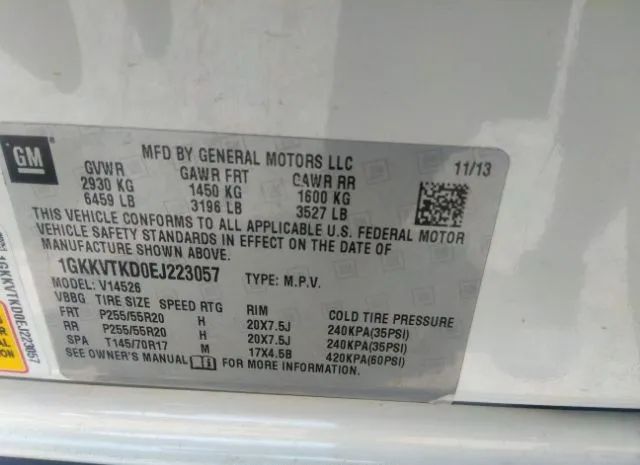 GM
MFD BY GENERAL MOTORS LLC 11/13
GVWR GAWR FRT GAWR RR
2930 KG 1450 KG 1600 KG
6459 LB 3196 LB 3527 LB
THIS VEHICLE CONFORMS TO ALL APPLICABLE U.S. FEDERAL MOTOR
VEHICLE SAFETY STANDARDS IN EFFECT ON THE DATE OF
MANUFACTURE SHOWN ABOVE.
1GKKVTKD0EJ223057 TYPE: M.P.V.
MODEL: V14526
VBBG TIRE SIZE SPEED RTG RIM COLD TIRE PRESSURE
FRT P255/55R20 H 20X7.5J 240KPA(35PSI)
RR P255/55R20 H 20X7.5J 240KPA(35PSI)
SPA T145/70R17 M 17X4.5B 420KPA(60PSI)
SEE OWNER'S MANUAL FOR MORE INFORMATION.
1GKKVTKD0EJ223057